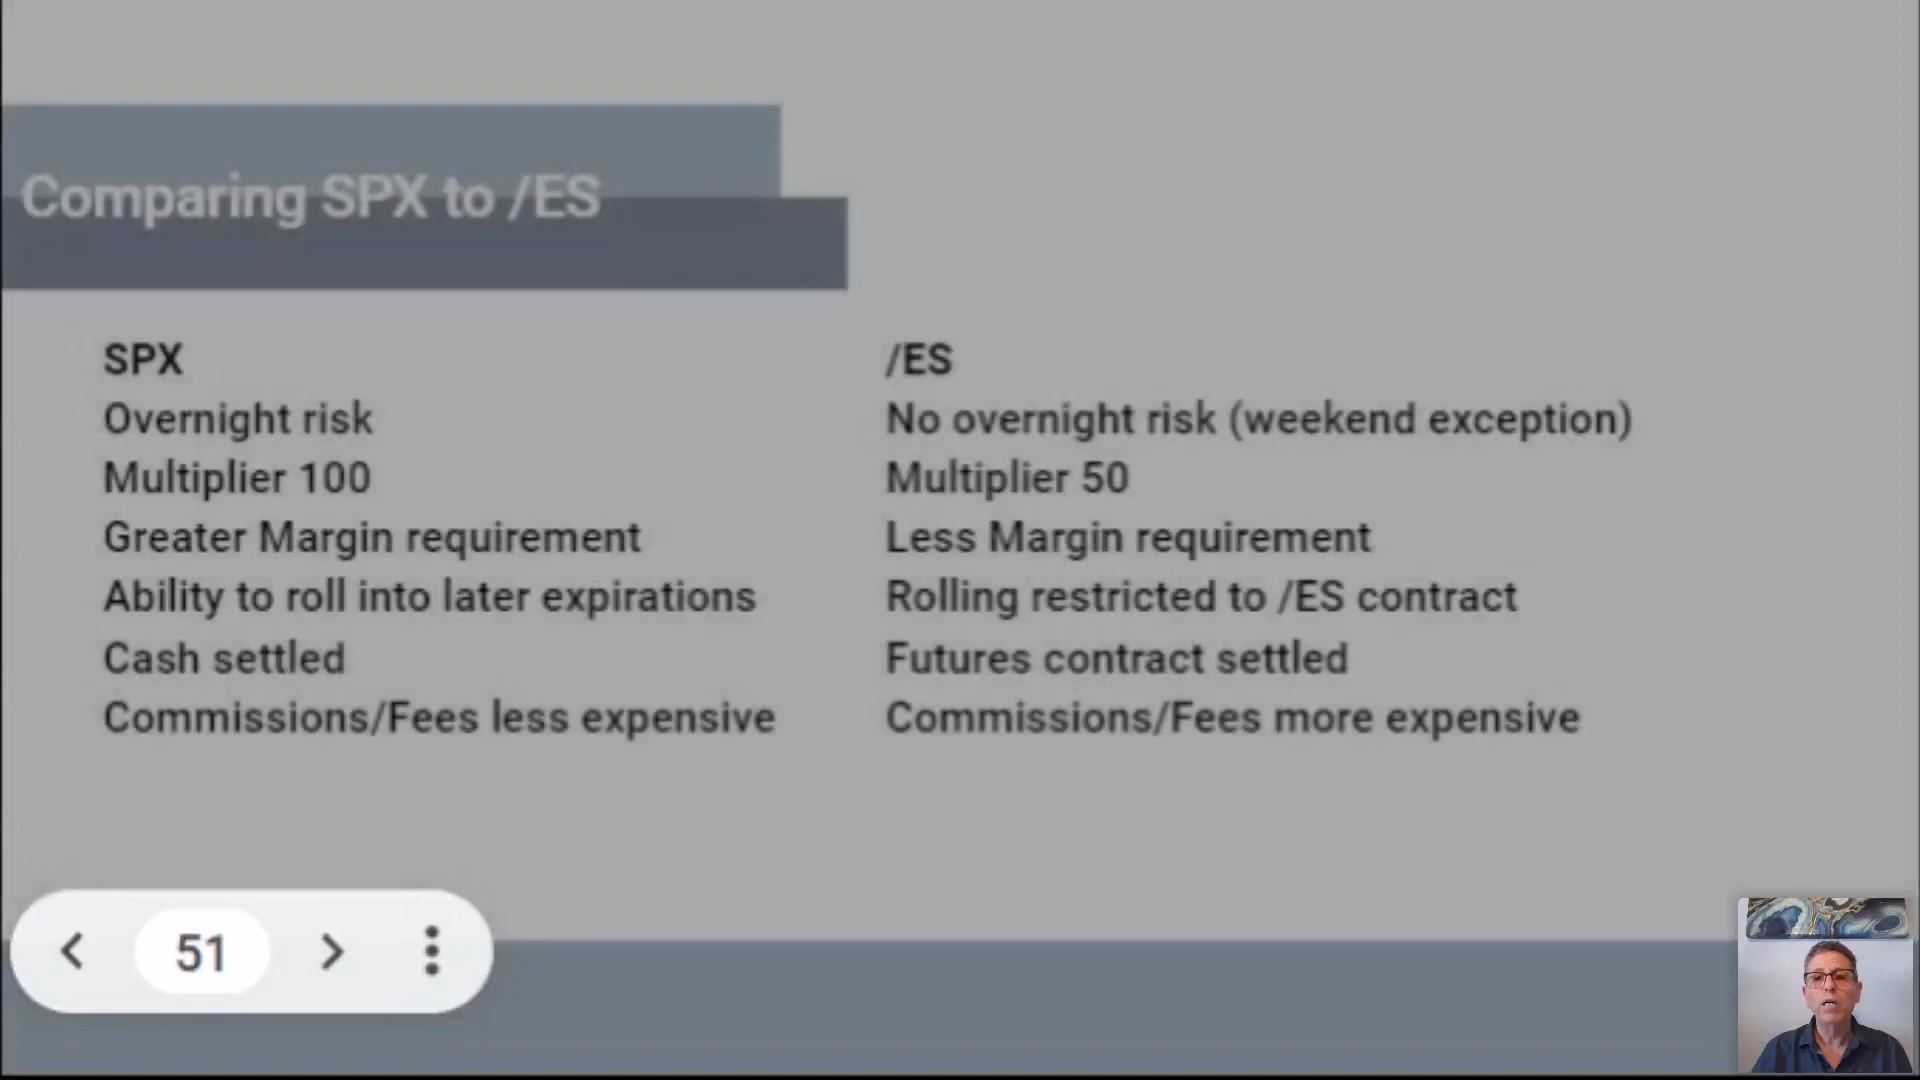 Comparing SPX to /ES
SPX
Overnight risk
Multiplier 100
Greater Margin requirement
Ability to roll into later expirations
Cash settled
Commissions/Fees less expensive
/ES
No overnight risk (weekend exception)
Multiplier 50
Less Margin requirement
Rolling restricted to /ES contract
Futures contract settled
Commissions/Fees more expensive
51